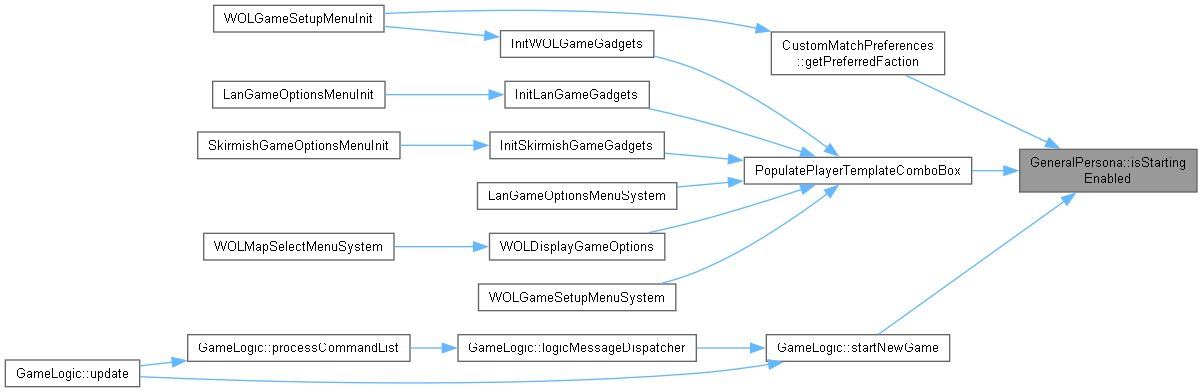 WOLGameSetupMenuInit
CustomMatchPreferences
::getPreferredFaction
InitWOLGameGadgets
LanGameOptionsMenuInit
InitLanGameGadgets
SkirmishGameOptionsMenuInit
InitSkirmishGameGadgets
PopulatePlayerTemplateComboBox
GeneralPersona::isStarting
Enabled
LanGameOptionsMenuSystem
WOLMapSelectMenuSystem
WOLDisplayGameOptions
WOLGameSetupMenuSystem
GameLogic::processCommandList
GameLogic::logicMessageDispatcher
GameLogic::startNewGame
GameLogic::update